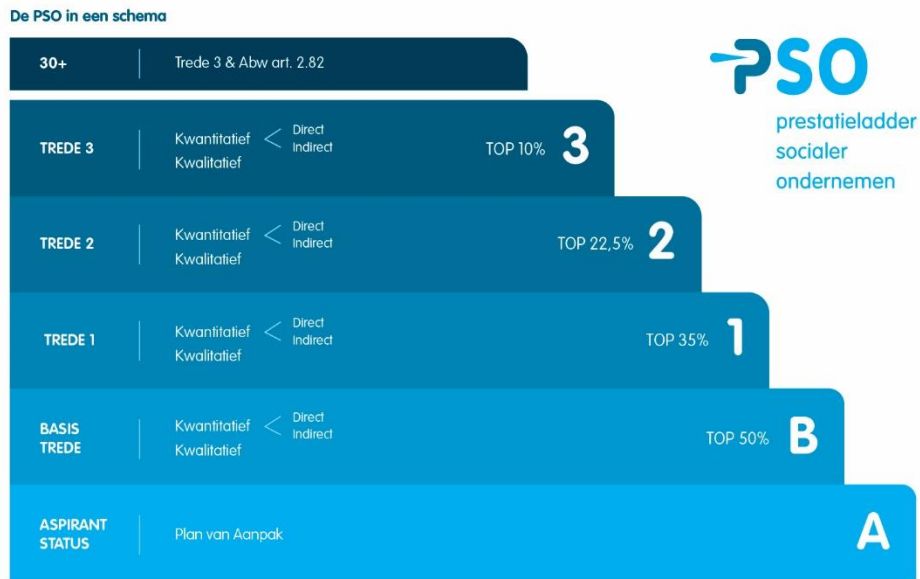 De PSO in een schema
30+
Trede 3 & Abw art. 2.82
PSO
prestatieladder
socialer
ondernemen
TREDE 3
Kwantitatief < Direct
Indirect
Kwalitatief
TOP 10% 3
TREDE 2
Kwantitatief < Direct
Indirect
Kwalitatief
TOP 22,5% 2
TREDE 1
Kwantitatief < Direct
Indirect
Kwalitatief
TOP 35% 1
BASIS
TREDE
Kwantitatief < Direct
Indirect
Kwalitatief
TOP 50% B
ASPIRANT
STATUS
Plan van Aanpak
A